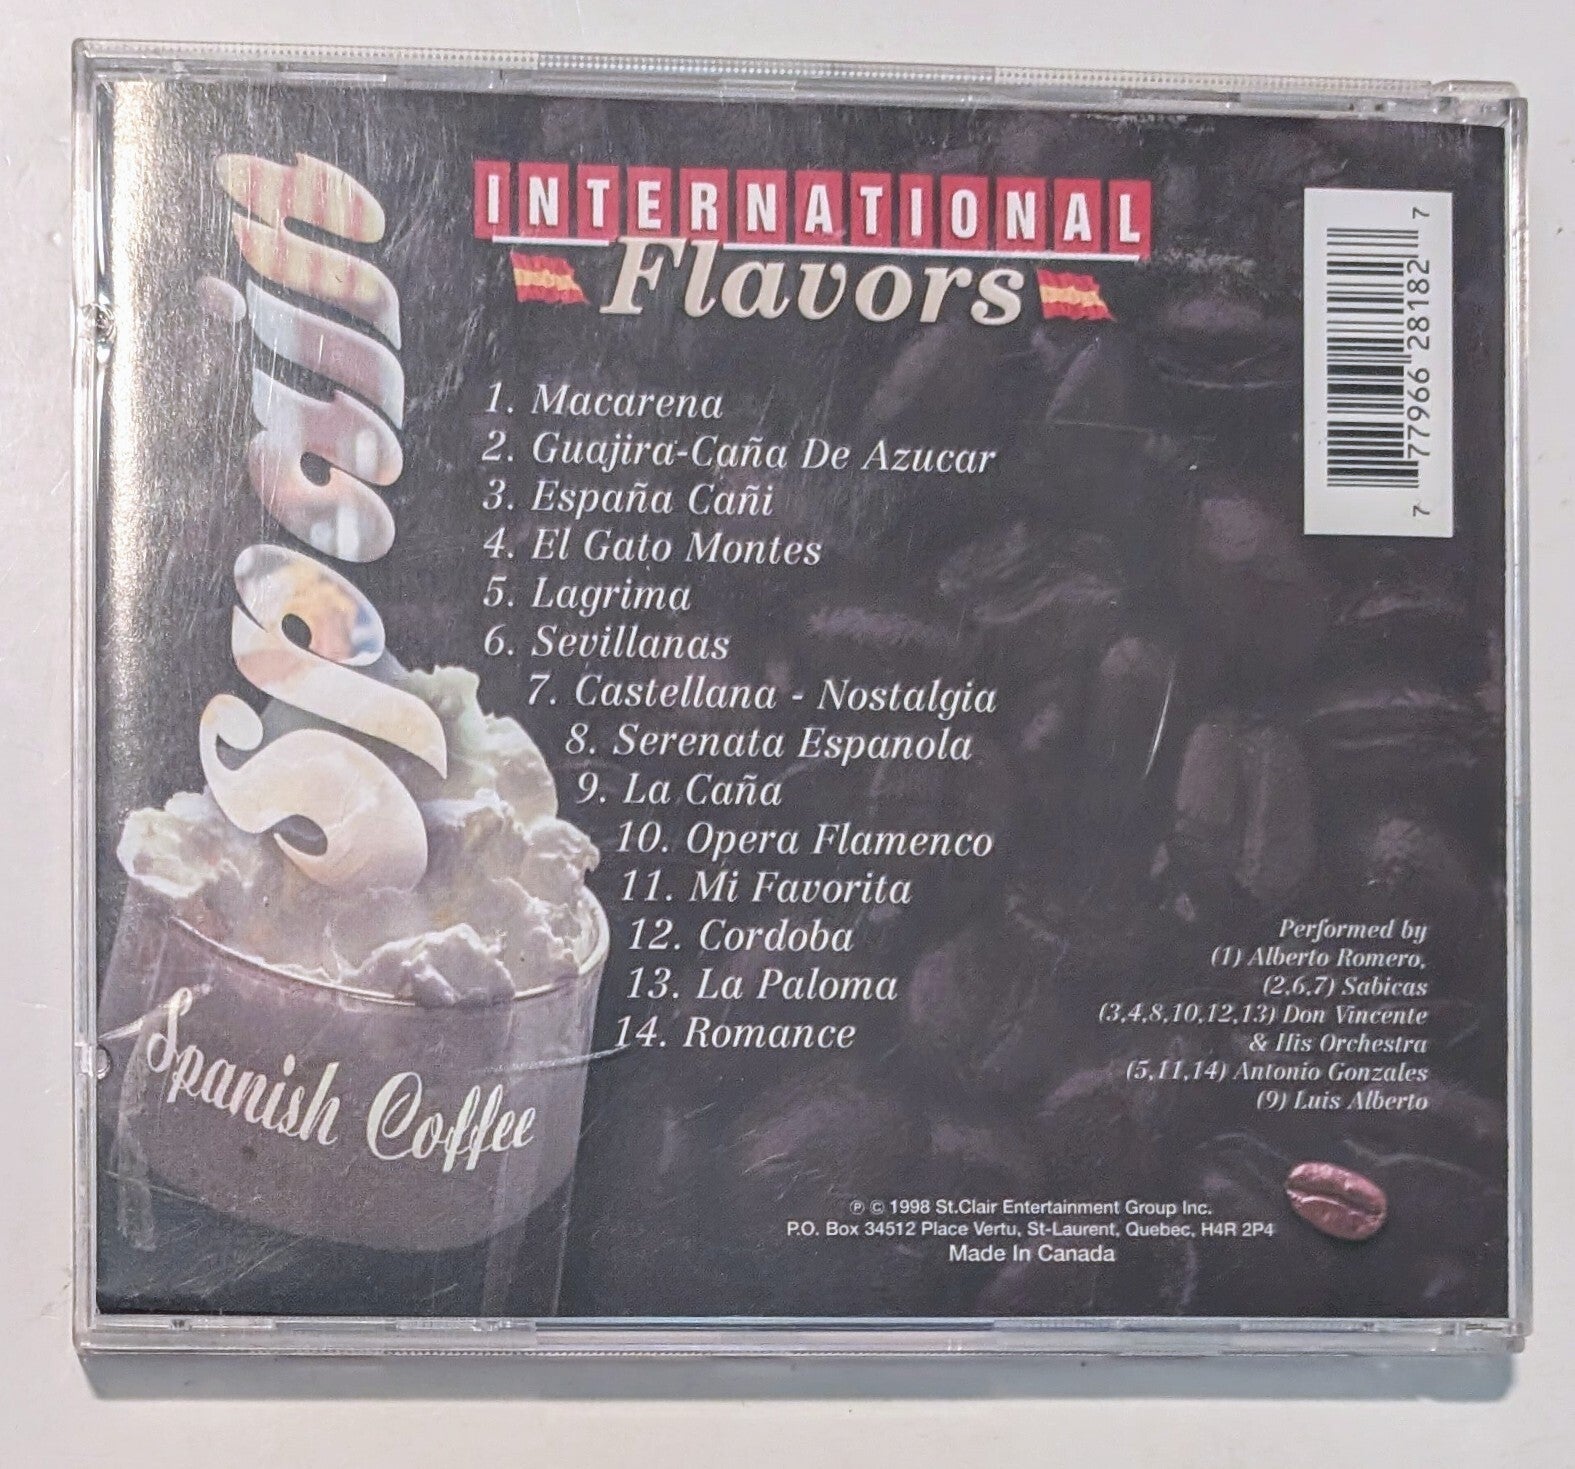 Spain
INTERNATIONAL
Flavors
1. Macarena
2. Guajira-Caña De Azucar
3. España Cañi
4. El Gato Montes
5. Lagrima
6. Sevillanas
7. Castellana - Nostalgia
8. Serenata Espanola
9. La Caña
10. Opera Flamenco
11. Mi Favorita
12. Cordoba
13. La Paloma
14. Romance
Spanish Coffee
7 77966 28182 7
Performed by
(1) Alberto Romero,
(2,6,7) Sabicas
(3,4,8,10,12,13) Don Vincente
& His Orchestra
(5,11,14) Antonio Gonzales
(9) Luis Alberto
℗ © 1998 St.Clair Entertainment Group Inc.
P.O. Box 34512 Place Vertu, St-Laurent, Quebec, H4R 2P4
Made In Canada